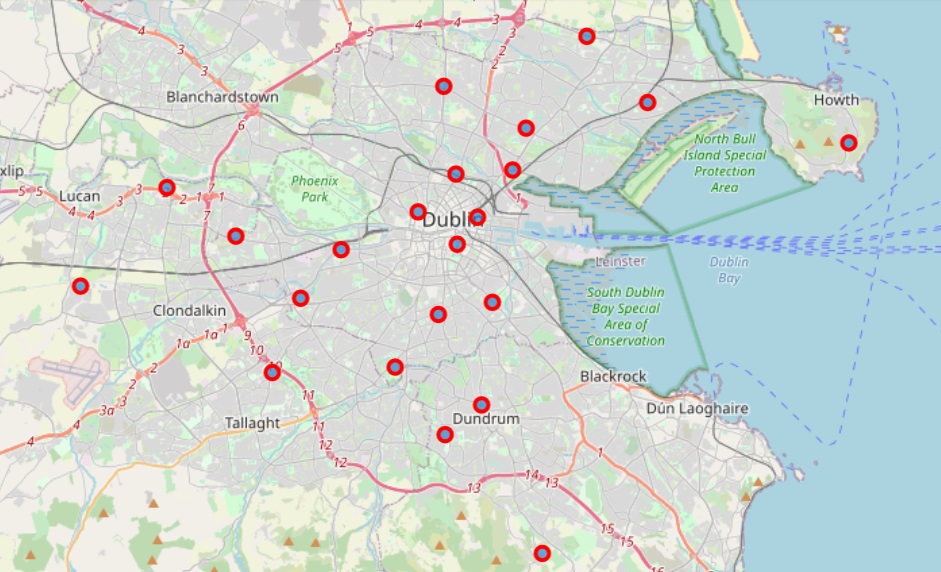 4
4
5
4
4
3
1
3
3
2
2
3
Blanchardstown
6
Howth
North Bull
Island Special
Protection
Area
xlip
Lucan
Phoenix
Park
5
5
4
4
3
2
1
7
1
7
1
Dublin
Leinster
Dublin
Bay
Clondalkin
South Dublin
Bay Special
Area of
Conservation
1a
1a
1
9
10
2
2
3
3a
4
4
11
11
12
12
Blackrock
Dún Laoghaire
Tallaght
Dundrum
1
13
14
13
15
15
16